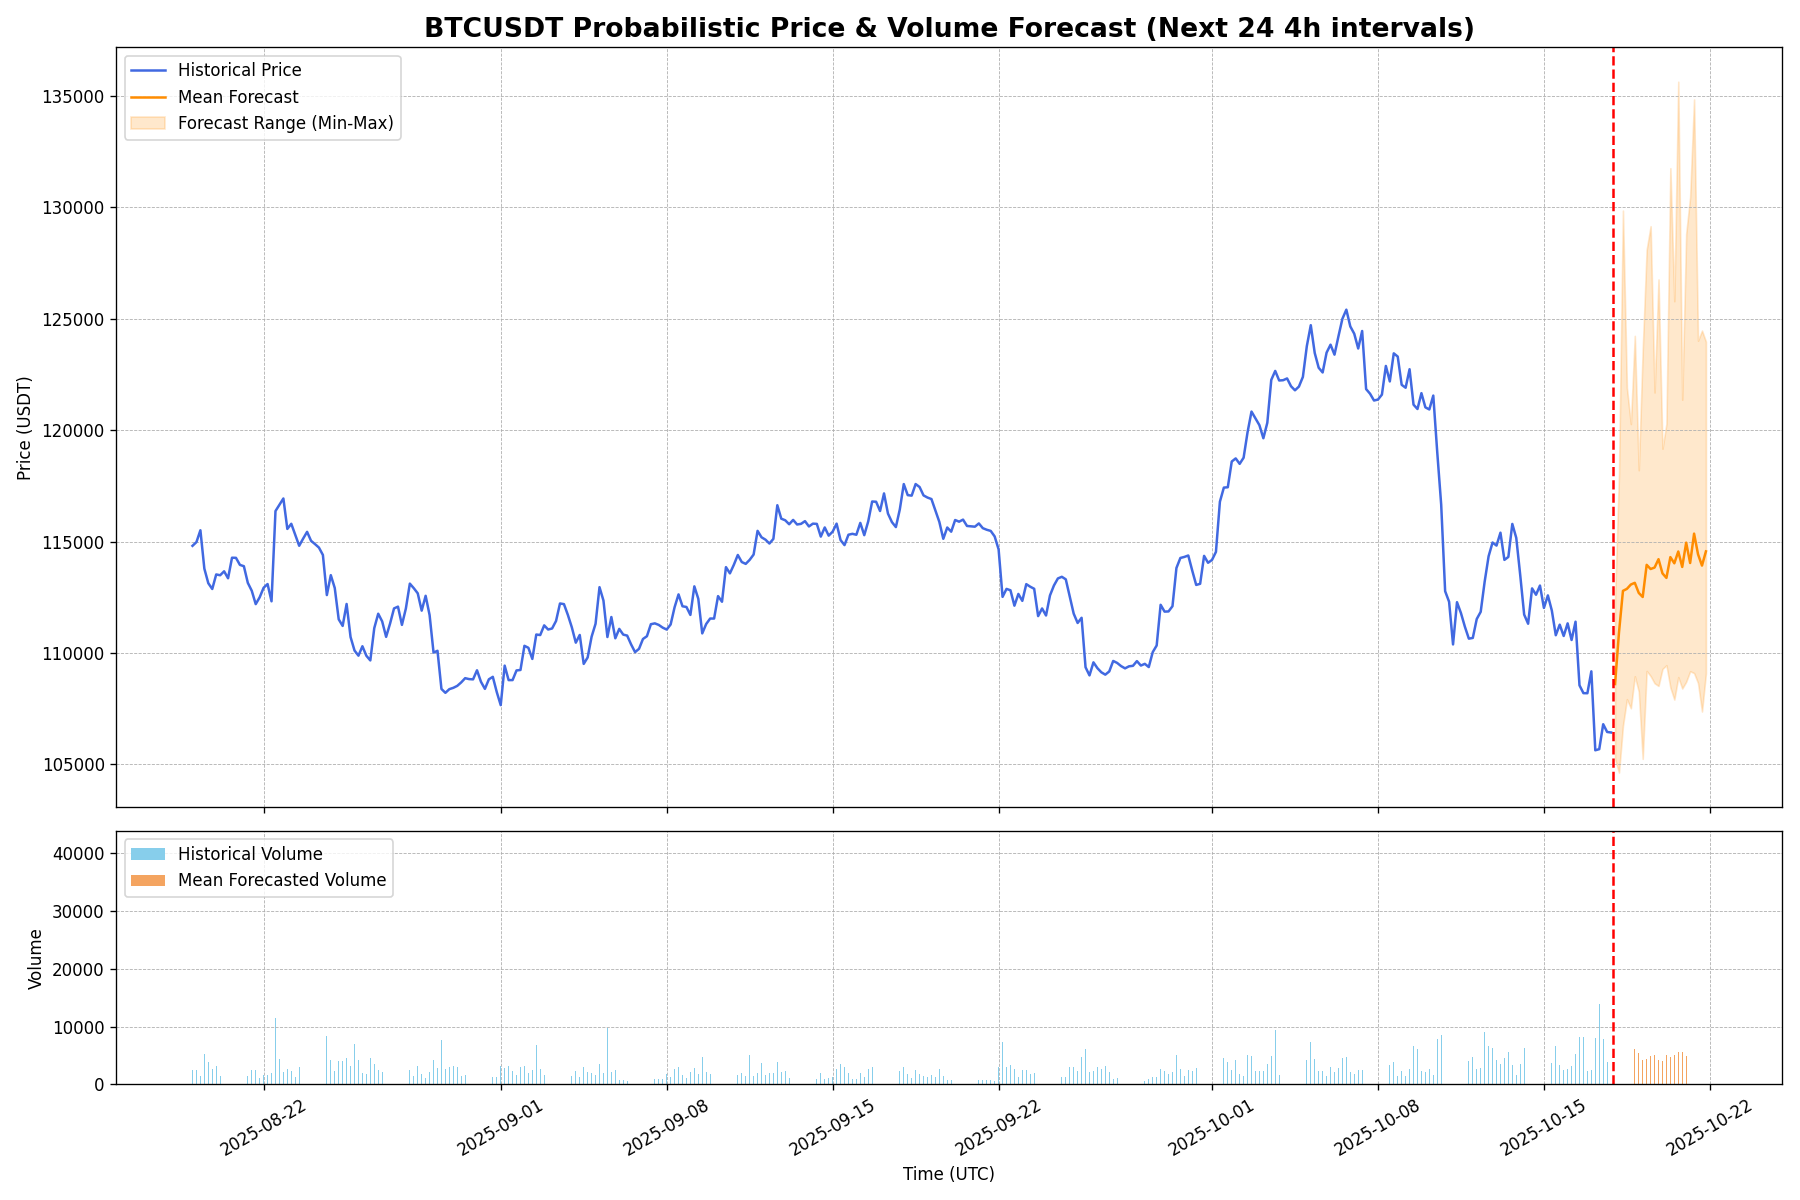 BTCUSDT Probabilistic Price & Volume Forecast (Next 24 4h intervals)
Historical Price
Mean Forecast
Forecast Range (Min-Max)
135000
130000
125000
120000
115000
110000
105000
Price (USDT)
Historical Volume
Mean Forecasted Volume
40000
30000
20000
10000
0
Volume
2025-08-22
2025-09-01
2025-09-08
2025-09-15
2025-09-22
2025-10-01
2025-10-08
2025-10-15
2025-10-22
Time (UTC)